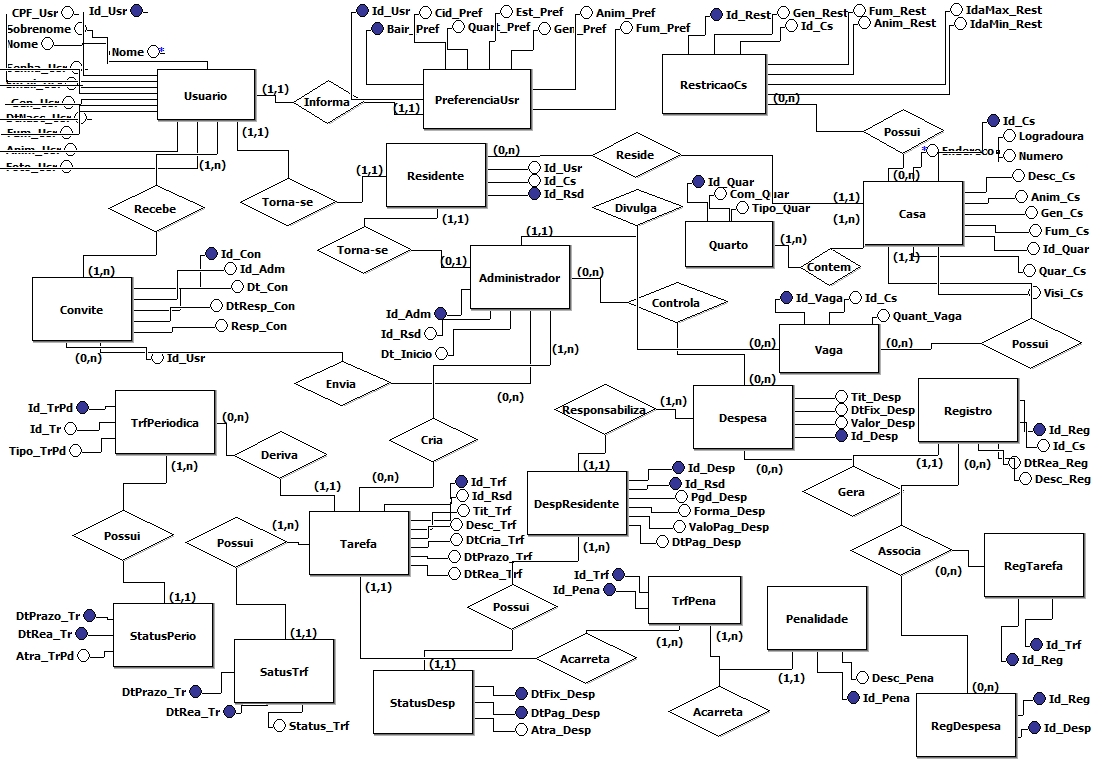 CPF_Usr
Id_Usr
Sobrenome
Nome
Nome *
Senha_Usr
Gen_Usr
DtNasc_Usr
Fum_Usr
Anim_Usr
Foto_Usr
Usuario
(1,1)
(1,1)
(1,n)
Informa
Id_Usr
Bair_Pref
Cid_Pref
Quar
t_Pref
Est_Pref
Gen_Pref
Anim_Pref
Fum_Pref
PreferenciaUsr
(1,1)
Id_Rest
Gen_Rest
Id_Cs
Fum_Rest
Anim_Rest
IdaMax_Rest
IdaMin_Rest
RestricaoCs
(0,n)
Possui
Id_Cs
Logradoura
Numero
* Endereco
(0,n)
Casa
(1,1)
(1,n)
(1,1)
Desc_Cs
Anim_Cs
Gen_Cs
Fum_Cs
Id_Quar
Quar_Cs
Visi_Cs
Recebe
Torna-se
(1,1)
Residente
(0,n)
Id_Usr
Id_Cs
Id_Rsd
(1,1)
Reside
Divulga
Id_Quar
Com_Quar
Tipo_Quar
Quarto
(1,n)
Contem
Torna-se
(0,1)
(1,1)
Administrador
(0,n)
Controla
Id_Adm
Id_Rsd
Dt_Inicio
(1,n)
(0,n)
(1,n)
Convite
Id_Con
Id_Adm
Dt_Con
DtResp_Con
Resp_Con
Id_Usr
(0,n)
Envia
Id_Vaga
Id_Cs
Quant_Vaga
(0,n)
Vaga
(0,n)
Possui
Id_TrPd
Id_Tr
Tipo_TrPd
TrfPeriodica
(0,n)
(1,n)
Deriva
(1,1)
Cria
(0,n)
Responsabiliza
(1,n)
(0,n)
Despesa
Tit_Desp
DtFix_Desp
Valor_Desp
Id_Desp
(0,n)
Registro
Id_Reg
Id_Cs
DtRea_Reg
Desc_Reg
(1,1)
(0,n)
Gera
Possui
Possui
(1,n)
Tarefa
Id_Trf
Id_Rsd
Tit_Trf
Desc_Trf
DtCria_Trf
DtPrazo_Trf
DtRea_Trf
(1,1)
(1,1)
DespResidente
Id_Desp
Id_Rsd
Pgd_Desp
Forma_Desp
ValoPag_Desp
DtPag_Desp
(1,n)
Associa
(0,n)
RegTarefa
Id_Trf
Id_Reg
(1,1)
DtPrazo_Tr
DtRea_Tr
Atra_TrPd
StatusPerio
(1,1)
SatusTrf
DtPrazo_Tr
DtRea_Tr
Status_Trf
Possui
Id_Trf
Id_Pena
TrfPena
(1,n)
(1,n)
Acarreta
Penalidade
(1,1)
Desc_Pena
Id_Pena
Acarreta
(1,1)
StatusDesp
DtFix_Desp
DtPag_Desp
Atra_Desp
(0,n)
RegDespesa
Id_Reg
Id_Desp